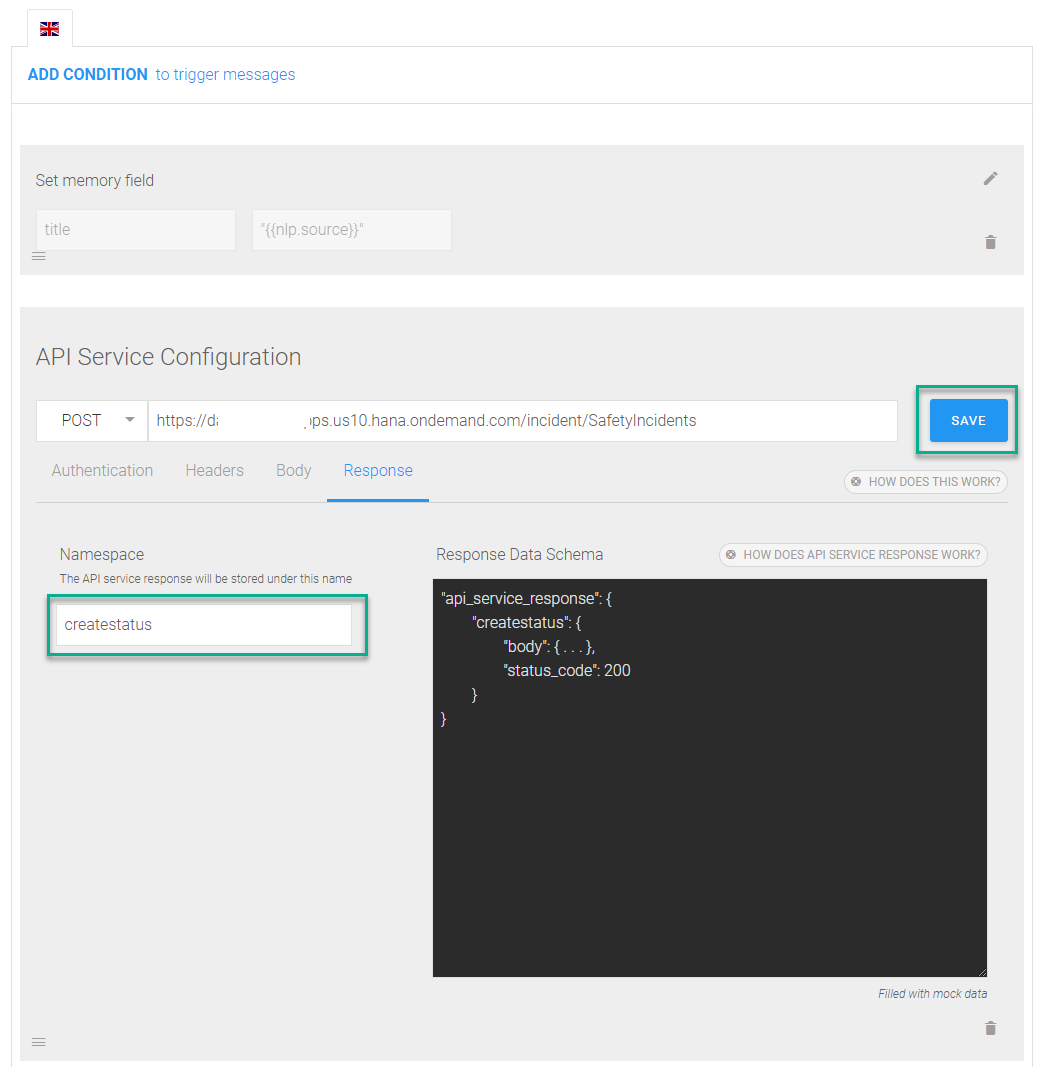 ADD CONDITION to trigger messages
Set memory field
title "{{nlp.source}}"
API Service Configuration
POST https://d ps.us10.hana.ondemand.com/incident/SafetyIncidents SAVE
Authentication Headers Body Response
HOW DOES THIS WORK?
Namespace
The API service response will be stored under this name
createstatus
Response Data Schema HOW DOES API SERVICE RESPONSE WORK?
"api_service_response": {
"createstatus": {
"body": { . . . },
"status_code": 200
}
}
Filled with mock data